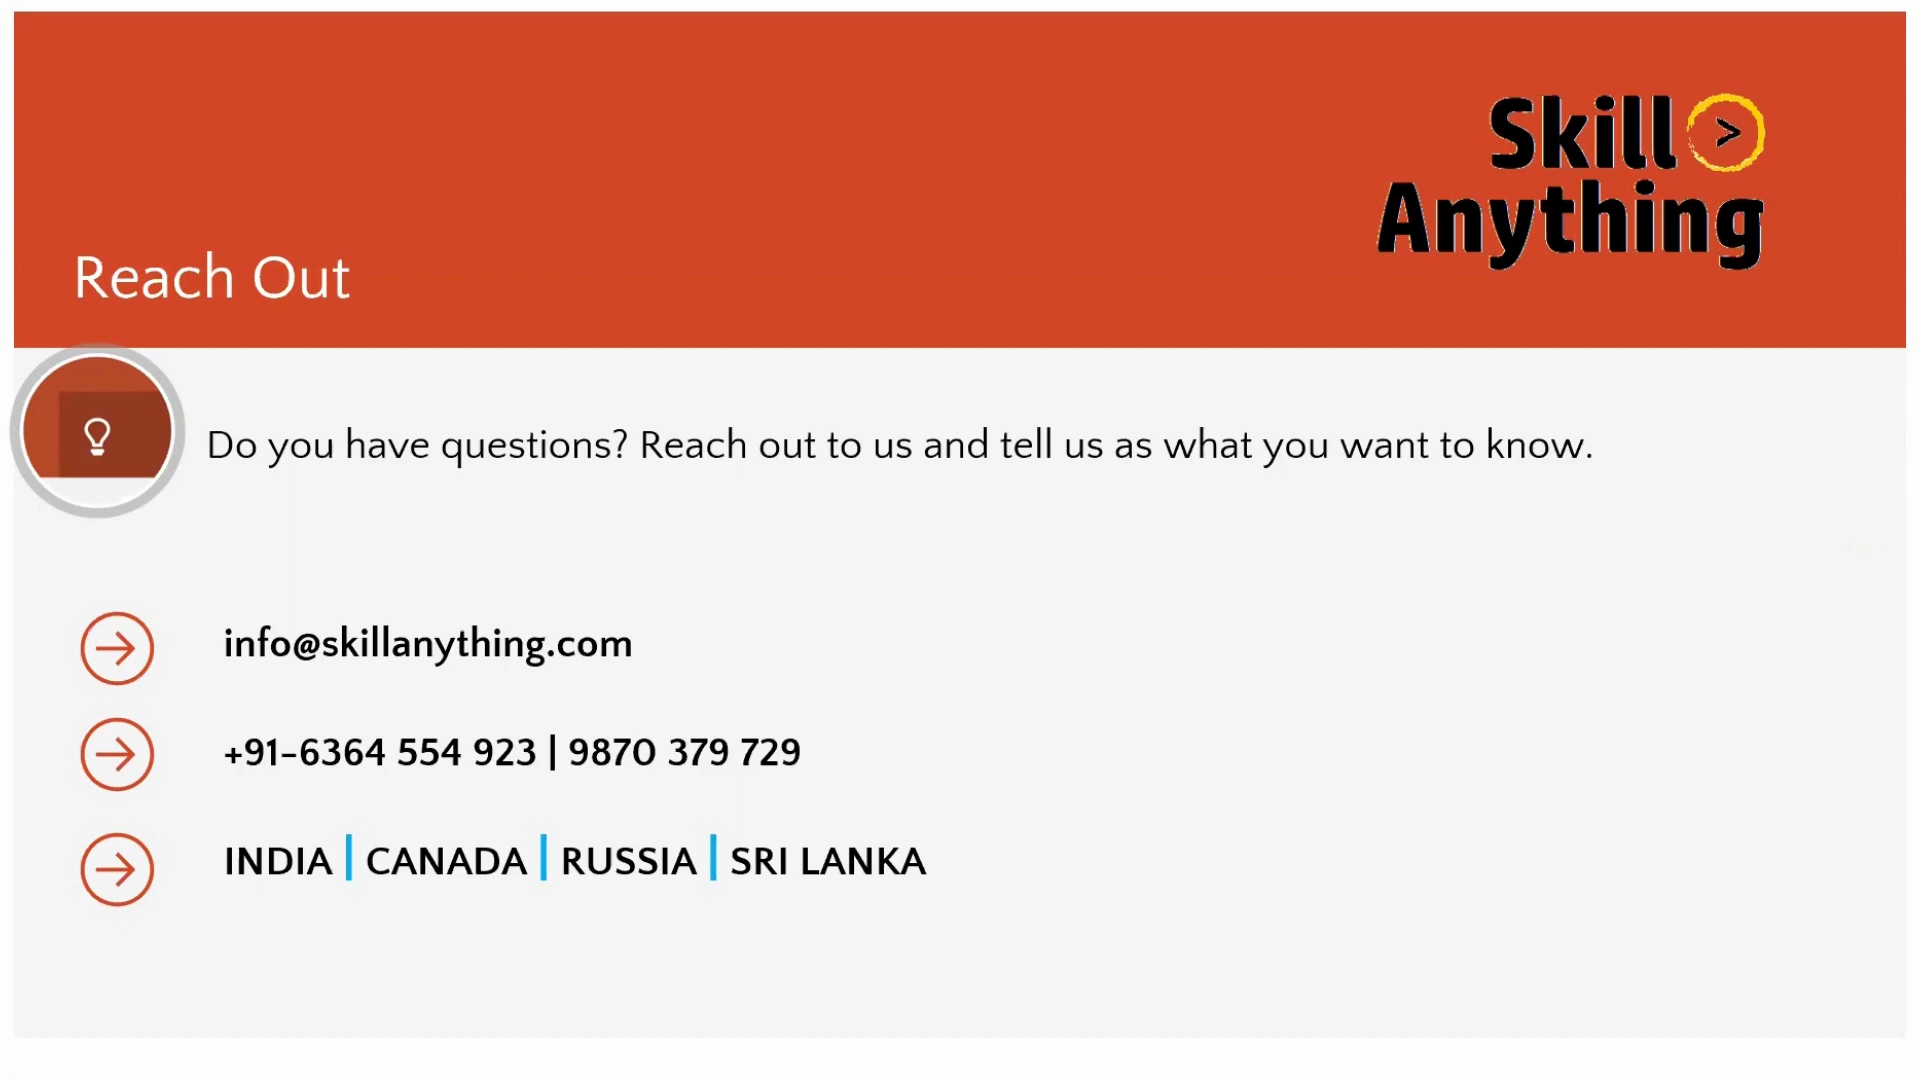 Skill >
Anything
Reach Out
Do you have questions? Reach out to us and tell us as what you want to know.
info@skillanything.com
+91-6364 554 923 | 9870 379 729
INDIA | CANADA | RUSSIA | SRI LANKA